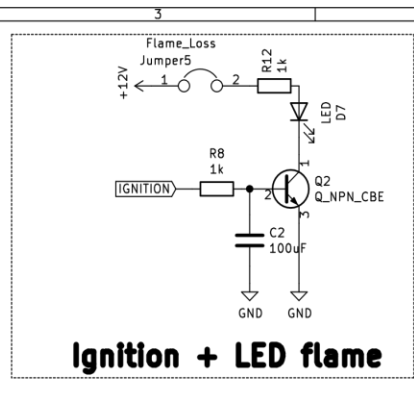 3
Flame_Loss
Jumper5
+12V
1
2
R12
1k
LED
D7
R8
1k
IGNITION
1
2
3
Q2
Q_NPN_CBE
C2
100uF
GND
GND
Ignition + LED flame